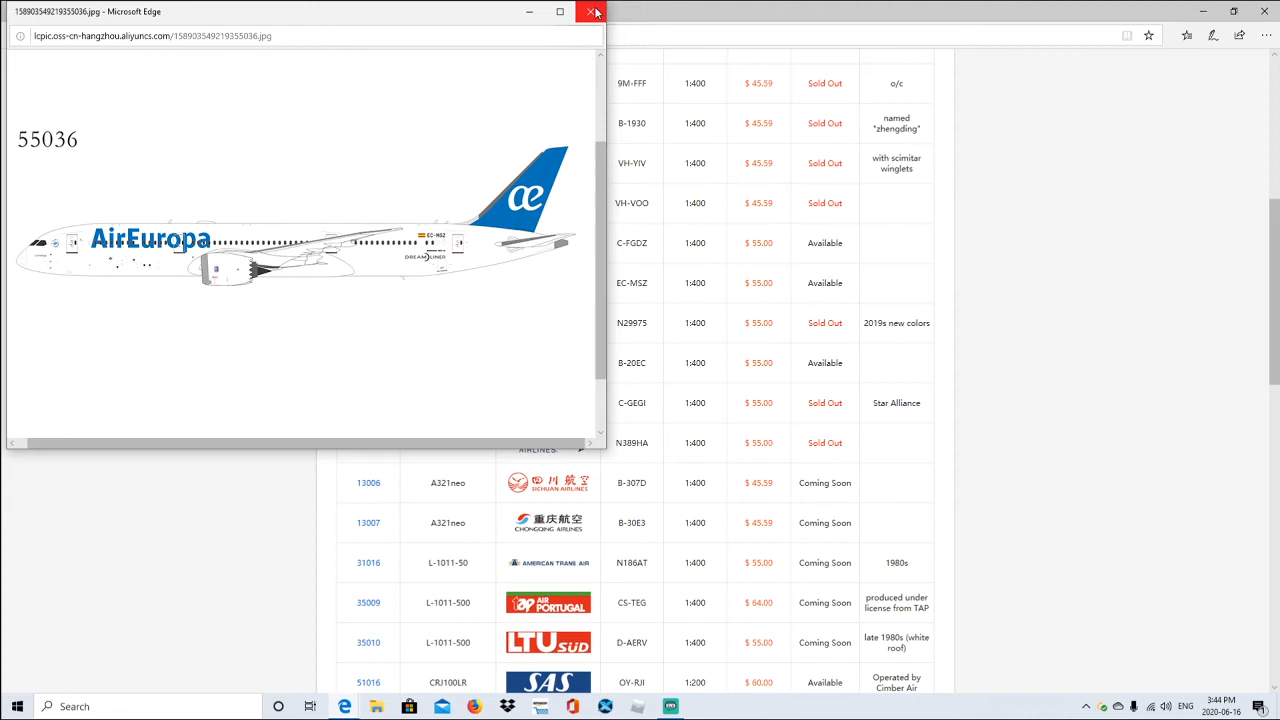 158903549219355036.jpg - Microsoft Edge
lcpic.oss-cn-hangzhou.aliyuncs.com/158903549219355036.jpg
55036
AirEuropa
æ
EC-MSZ
DREAMLINER
9M-FFF 1:400 $ 45.59 Sold Out o/c
B-1930 1:400 $ 45.59 Sold Out named "zhengding"
VH-YIV 1:400 $ 45.59 Sold Out with scimitar winglets
VH-VOO 1:400 $ 45.59 Sold Out
C-FGDZ 1:400 $ 55.00 Available
EC-MSZ 1:400 $ 55.00 Available
N29975 1:400 $ 55.00 Sold Out 2019s new colors
B-20EC 1:400 $ 55.00 Available
C-GEGI 1:400 $ 55.00 Sold Out Star Alliance
AIRLINES. N389HA 1:400 $ 55.00 Sold Out
13006 A321neo 四川航空 SICHUAN AIRLINES B-307D 1:400 $ 45.59 Coming Soon
13007 A321neo 重庆航空 CHONGQING AIRLINES B-30E3 1:400 $ 45.59 Coming Soon
31016 L-1011-50 AMERICAN TRANS AIR N186AT 1:400 $ 55.00 Coming Soon 1980s
35009 L-1011-500 tap AIR PORTUGAL CS-TEG 1:400 $ 64.00 Coming Soon produced under license from TAP
35010 L-1011-500 LTU SÜD D-AERV 1:400 $ 55.00 Coming Soon late 1980s (white roof)
51016 CRJ100LR SAS OY-RJI 1:200 $ 60.00 Available Operated by Cimber Air
Search
ENG
3:44 PM
2020-06-16